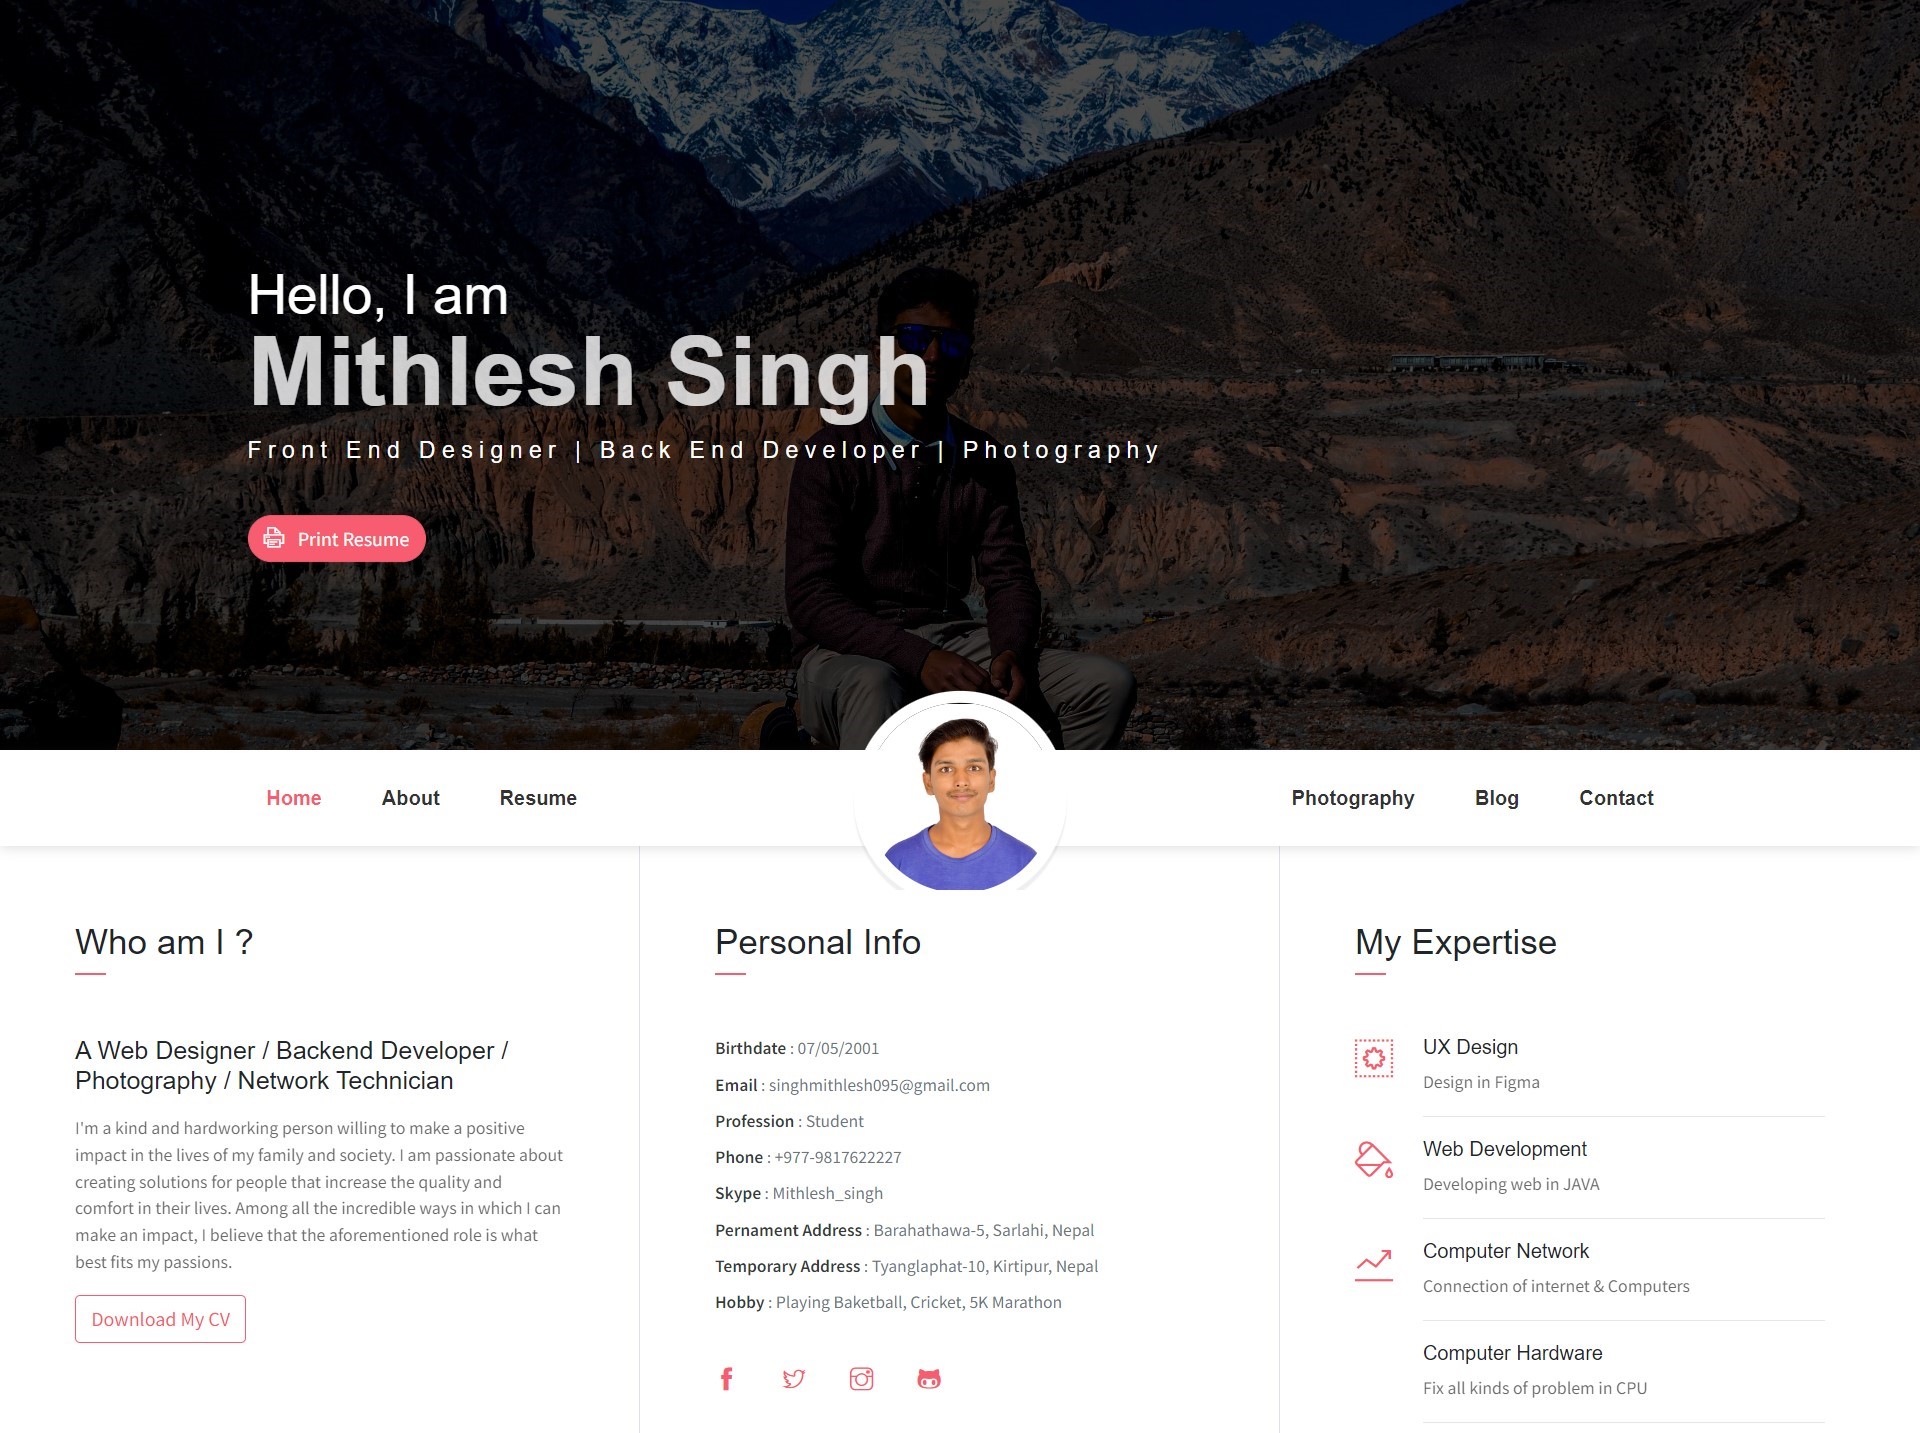 Hello, I am
Mithlesh Singh
Front End Designer | Back End Developer | Photography
Print Resume
Home
About
Resume
Photography
Blog
Contact
Who am I ?
A Web Designer / Backend Developer /
Photography / Network Technician
I'm a kind and hardworking person willing to make a positive
impact in the lives of my family and society. I am passionate about
creating solutions for people that increase the quality and
comfort in their lives. Among all the incredible ways in which I can
make an impact, I believe that the aforementioned role is what
best fits my passions.
Download My CV
Personal Info
Birthdate : 07/05/2001
Email : singhmithlesh095@gmail.com
Profession : Student
Phone : +977-9817622227
Skype : Mithlesh_singh
Pernament Address : Barahathawa-5, Sarlahi, Nepal
Temporary Address : Tyanglaphat-10, Kirtipur, Nepal
Hobby : Playing Baketball, Cricket, 5K Marathon
My Expertise
UX Design
Design in Figma
Web Development
Developing web in JAVA
Computer Network
Connection of internet & Computers
Computer Hardware
Fix all kinds of problem in CPU